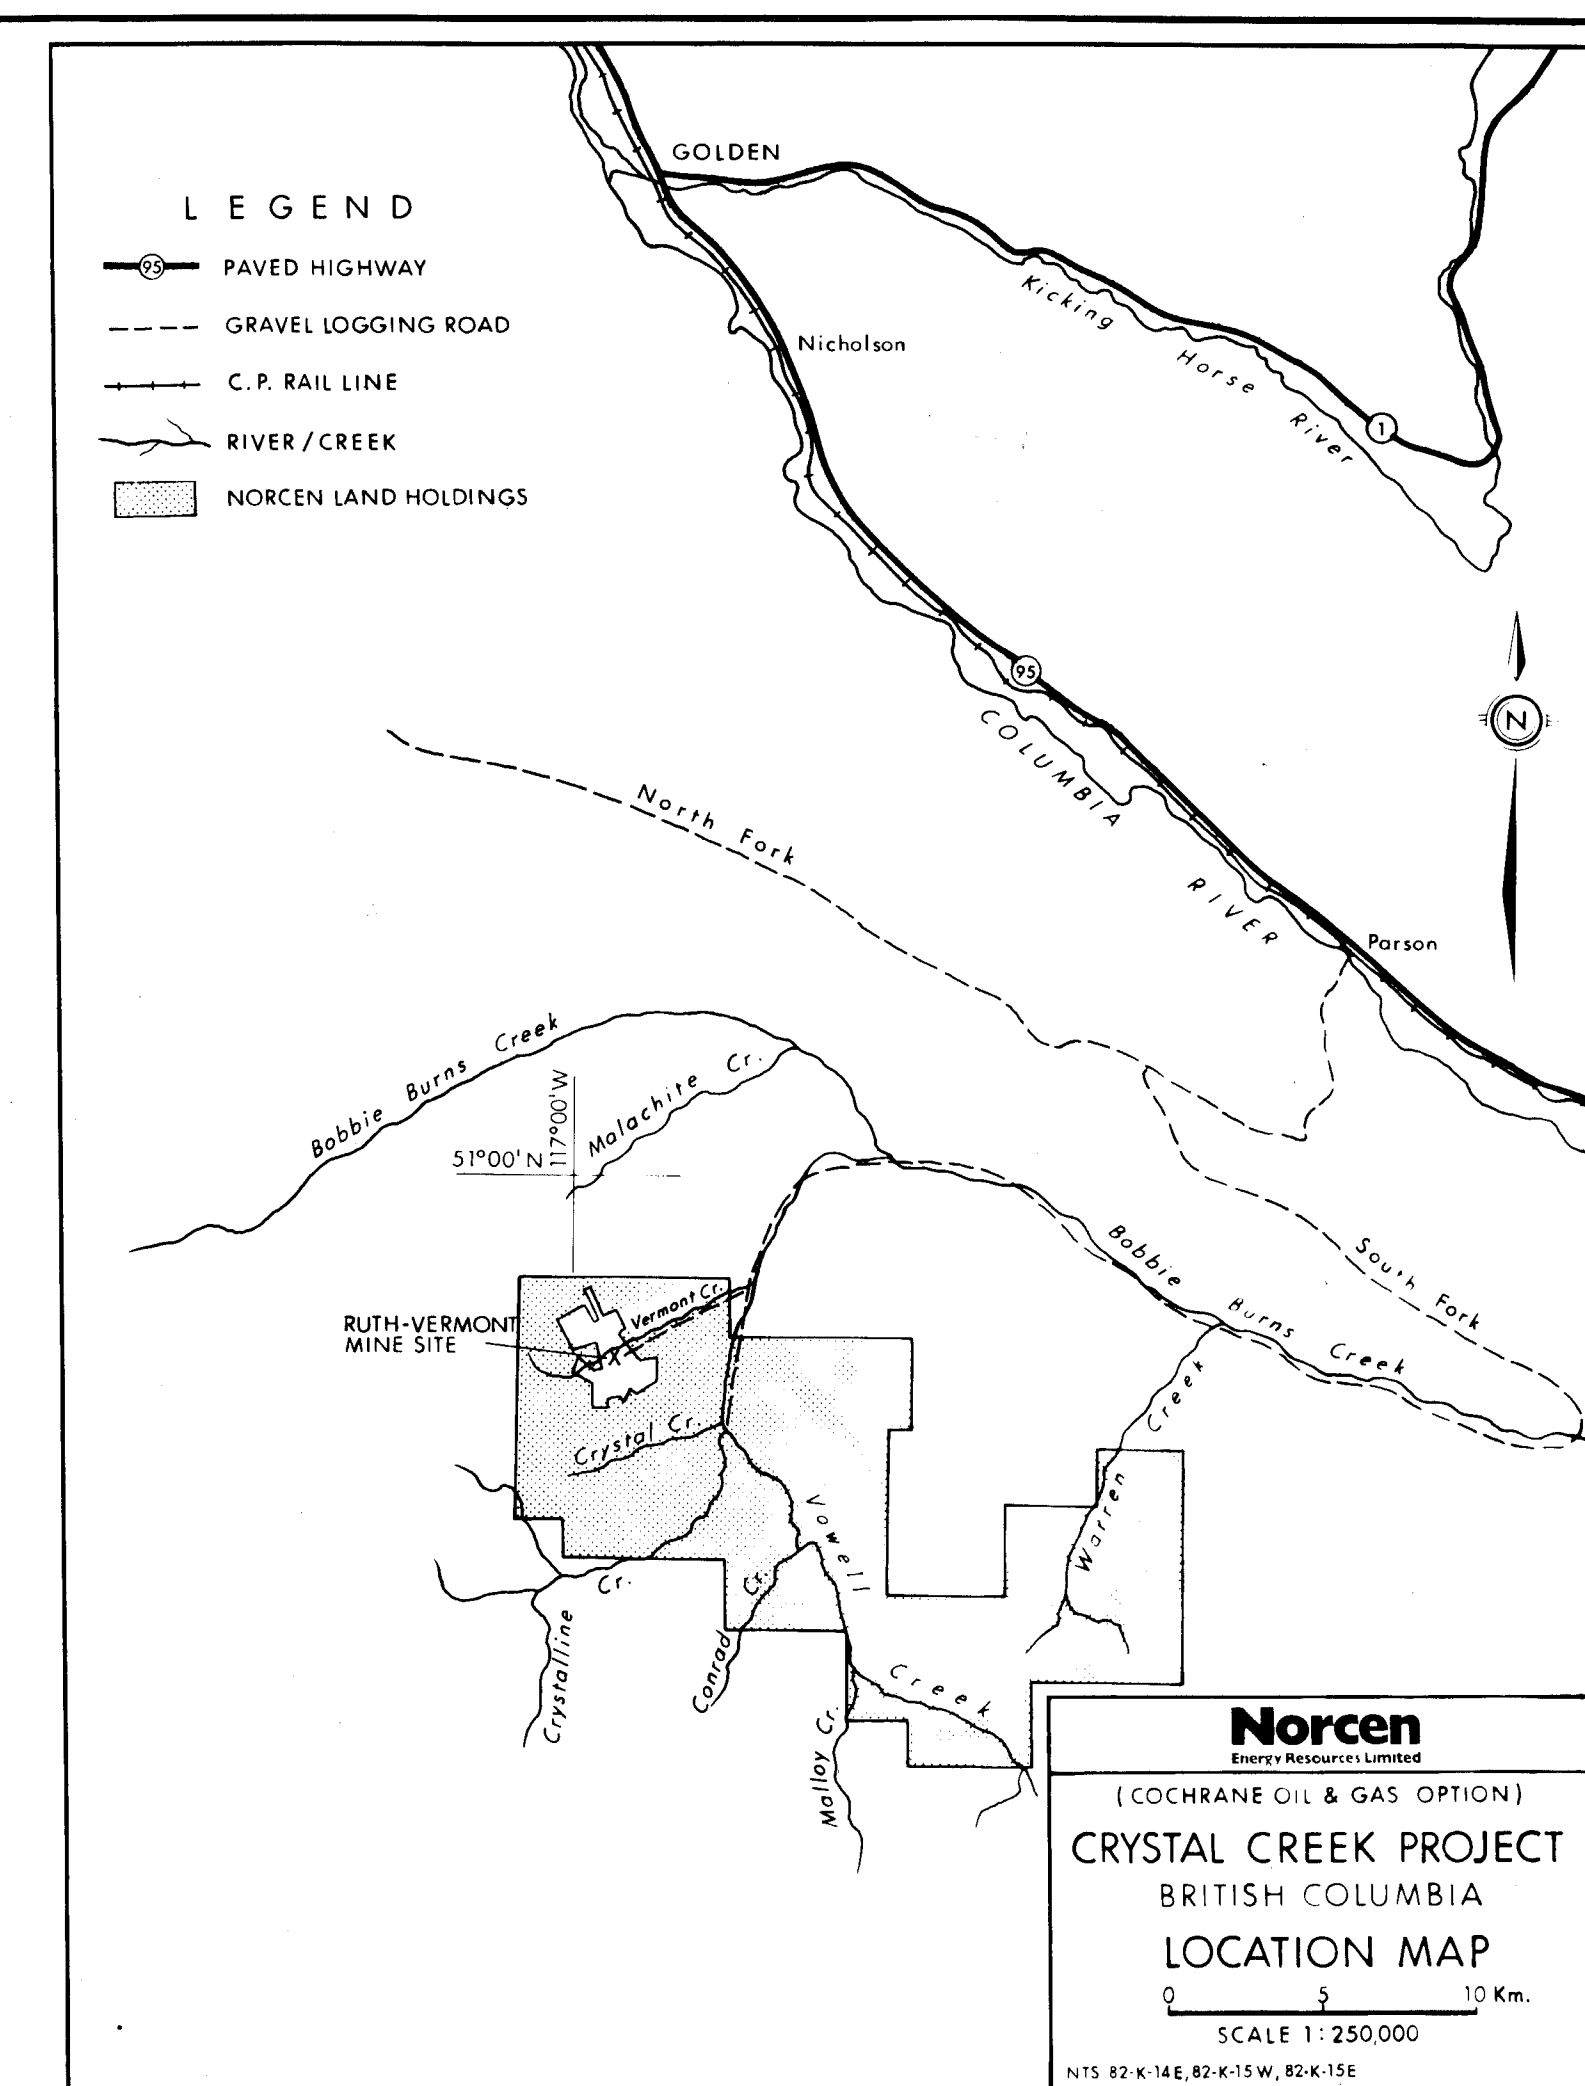 GOLDEN
LEGEND
95 PAVED HIGHWAY
GRAVEL LOGGING ROAD
C.P. RAIL LINE
RIVER/CREEK
NORCEN LAND HOLDINGS
Nicholson
Kicking Horse River
1
95
N
COLUMBIA RIVER
North Fork
Parson
Bobbie Burns Creek
Malachite Cr.
117°00'W
51°00'N
South Fork
Bobbie Burns Creek
RUTH-VERMONT
MINE SITE
Vermont Cr.
X
Crystal Cr.
Warren Creek
Vowell Creek
Crystalline Cr.
Conrad Cr.
Malloy Cr.
Norcen
Energy Resources Limited
(COCHRANE OIL & GAS OPTION)
CRYSTAL CREEK PROJECT
BRITISH COLUMBIA
LOCATION MAP
0 5 10 Km.
SCALE 1:250,000
NTS 82-K-14E, 82-K-15W, 82-K-15E